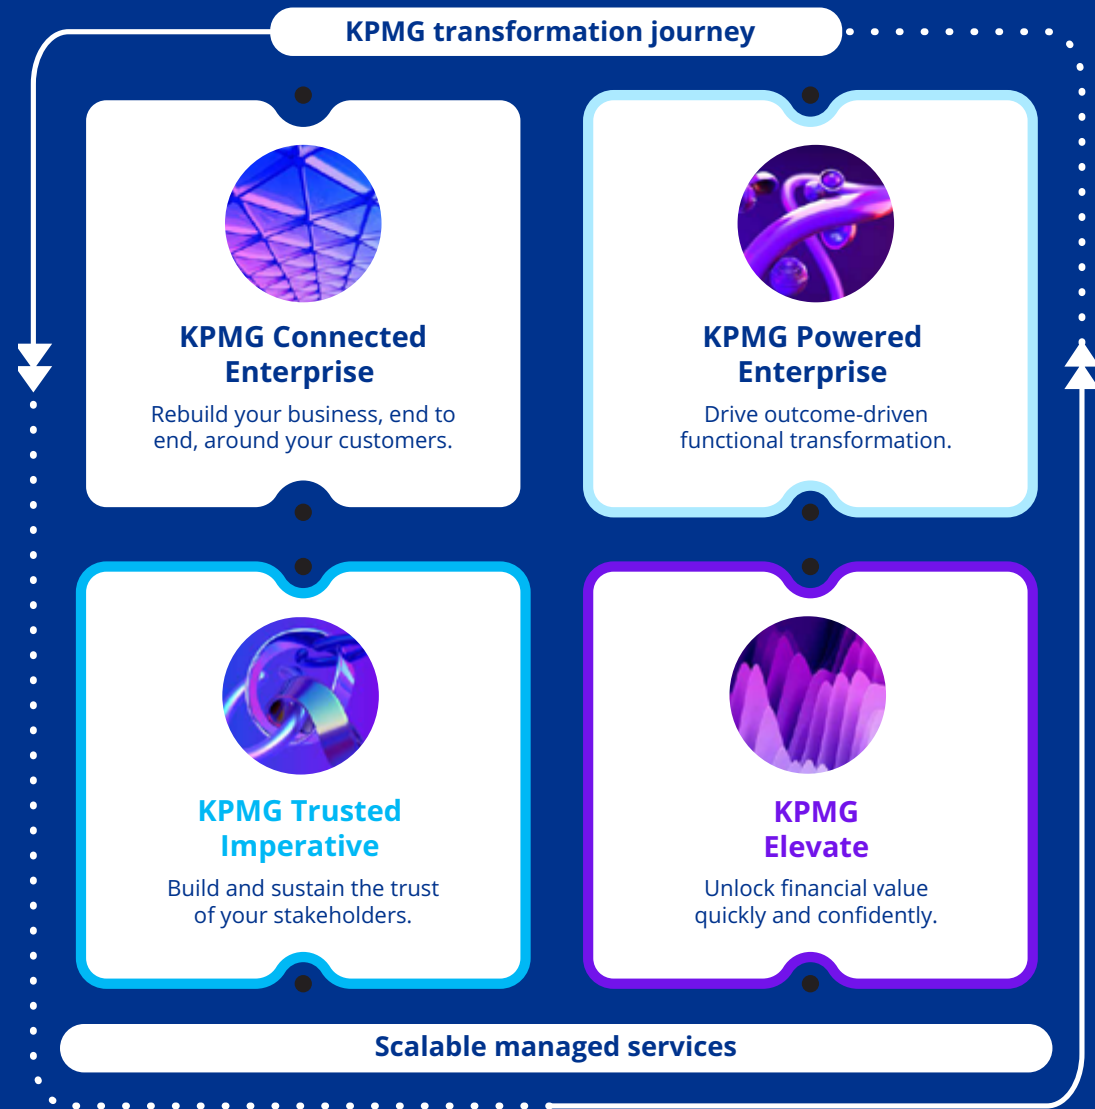 KPMG transformation journey
KPMG Connected
Enterprise
Rebuild your business, end to
end, around your customers.
KPMG Powered
Enterprise
Drive outcome-driven
functional transformation.
KPMG Trusted
Imperative
Build and sustain the trust
of your stakeholders.
KPMG
Elevate
Unlock financial value
quickly and confidently.
Scalable managed services